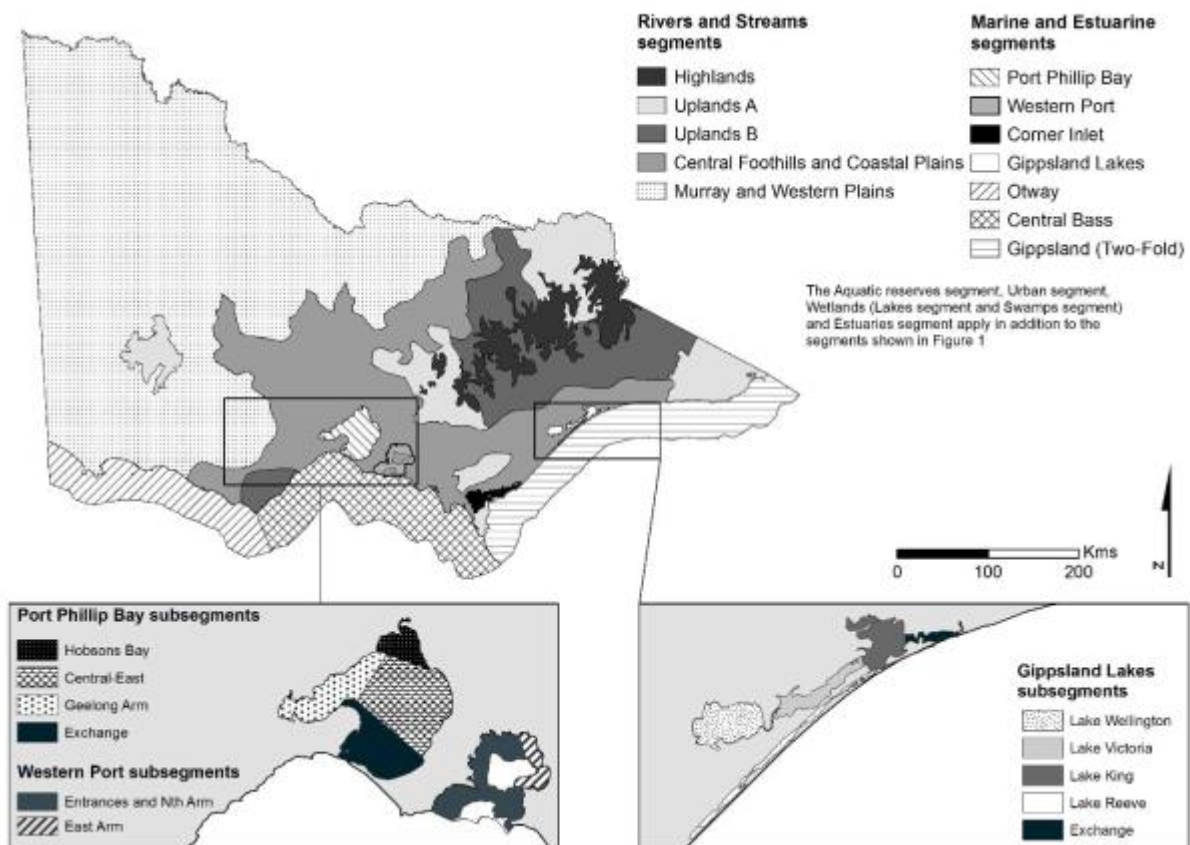 Rivers and Streams
segments
Highlands
Uplands A
Uplands B
Central Foothills and Coastal Plains
Murray and Western Plains
Marine and Estuarine
segments
Port Phillip Bay
Western Port
Corner Inlet
Gippsland Lakes
Otway
Central Bass
Gippsland (Two-Fold)
The Aquatic reserves segment, Urban segment,
Wetlands (Lakes segment and Swamps segment)
and Estuaries segment apply in addition to the
segments shown in Figure 1
Kms
0 100 200
N
Port Phillip Bay subsegments
Hobsons Bay
Central-East
Geelong Arm
Exchange
Western Port subsegments
Entrances and Nth Arm
East Arm
Gippsland Lakes
subsegments
Lake Wellington
Lake Victoria
Lake King
Lake Reeve
Exchange